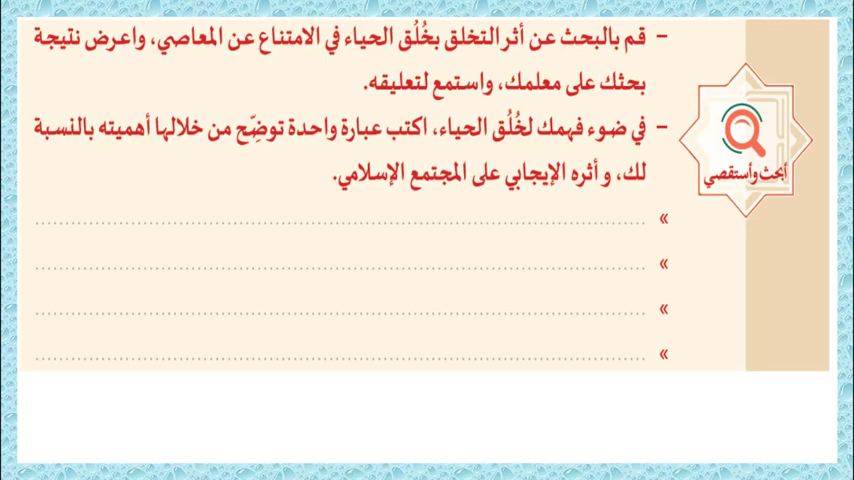 - قم بالبحث عن أثر التخلق بخُلُق الحياء في الامتناع عن المعاصي، واعرض نتيجة
بحثك على معلمك، واستمع لتعليقه.
- في ضوء فهمك لخُلُق الحياء، اكتب عبارة واحدة توضِّح من خلالها أهميته بالنسبة
لك، و أثره الإيجابي على المجتمع الإسلامي.
أبحث وأستقصي
» ........................................
» ........................................
» ........................................
» ........................................